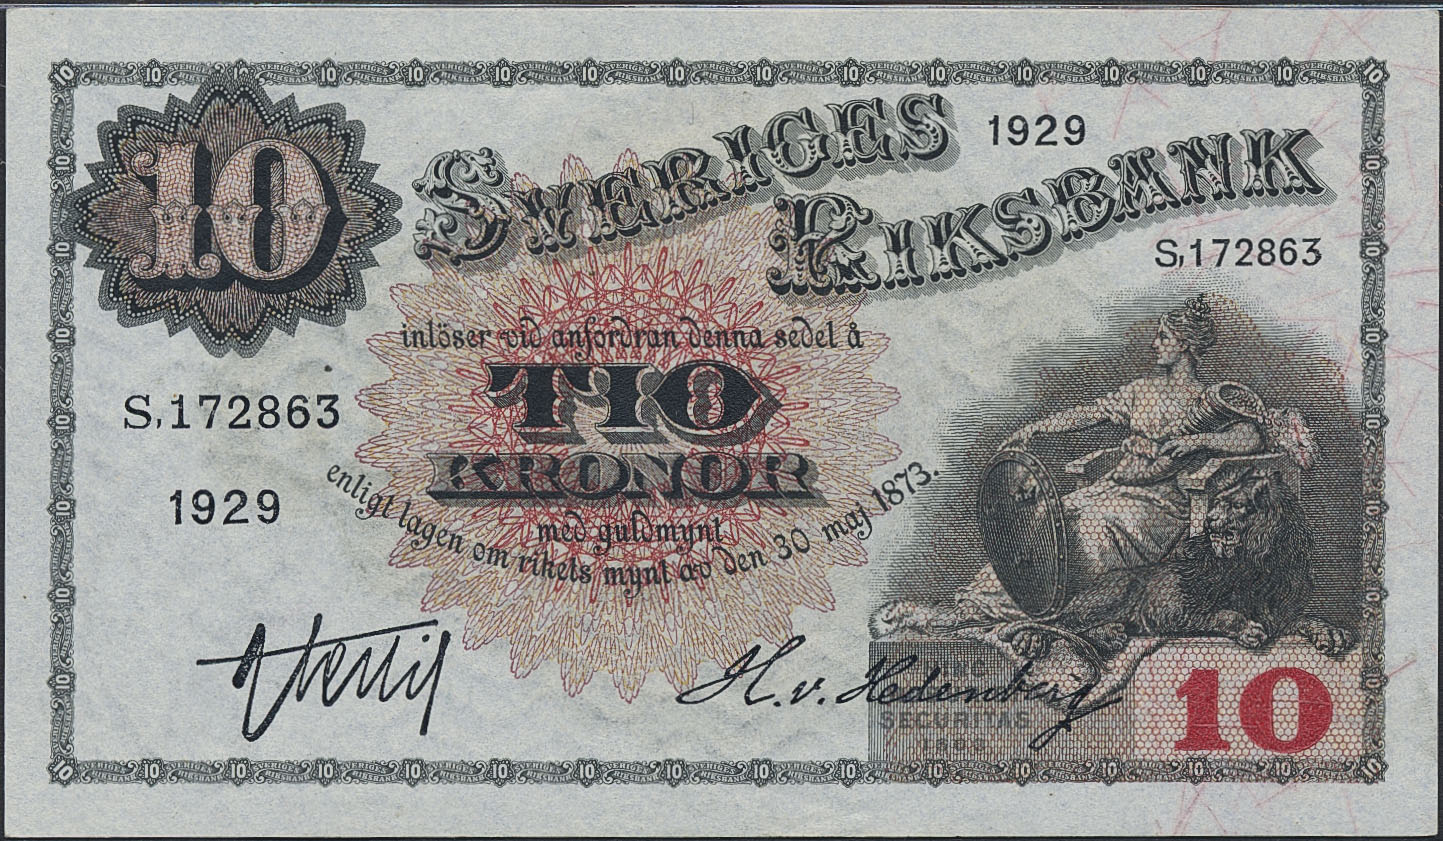 10
SVERIGES
1929
RIKSBANK
S,172863
inlöser vid anfordran denna sedel å
TIO
KRONOR
S,172863
1929
med guldmynt
enligt lagen om rikets mynt av den 30 maj 1873.
H. v. Hedenberg
SECURITAS
10